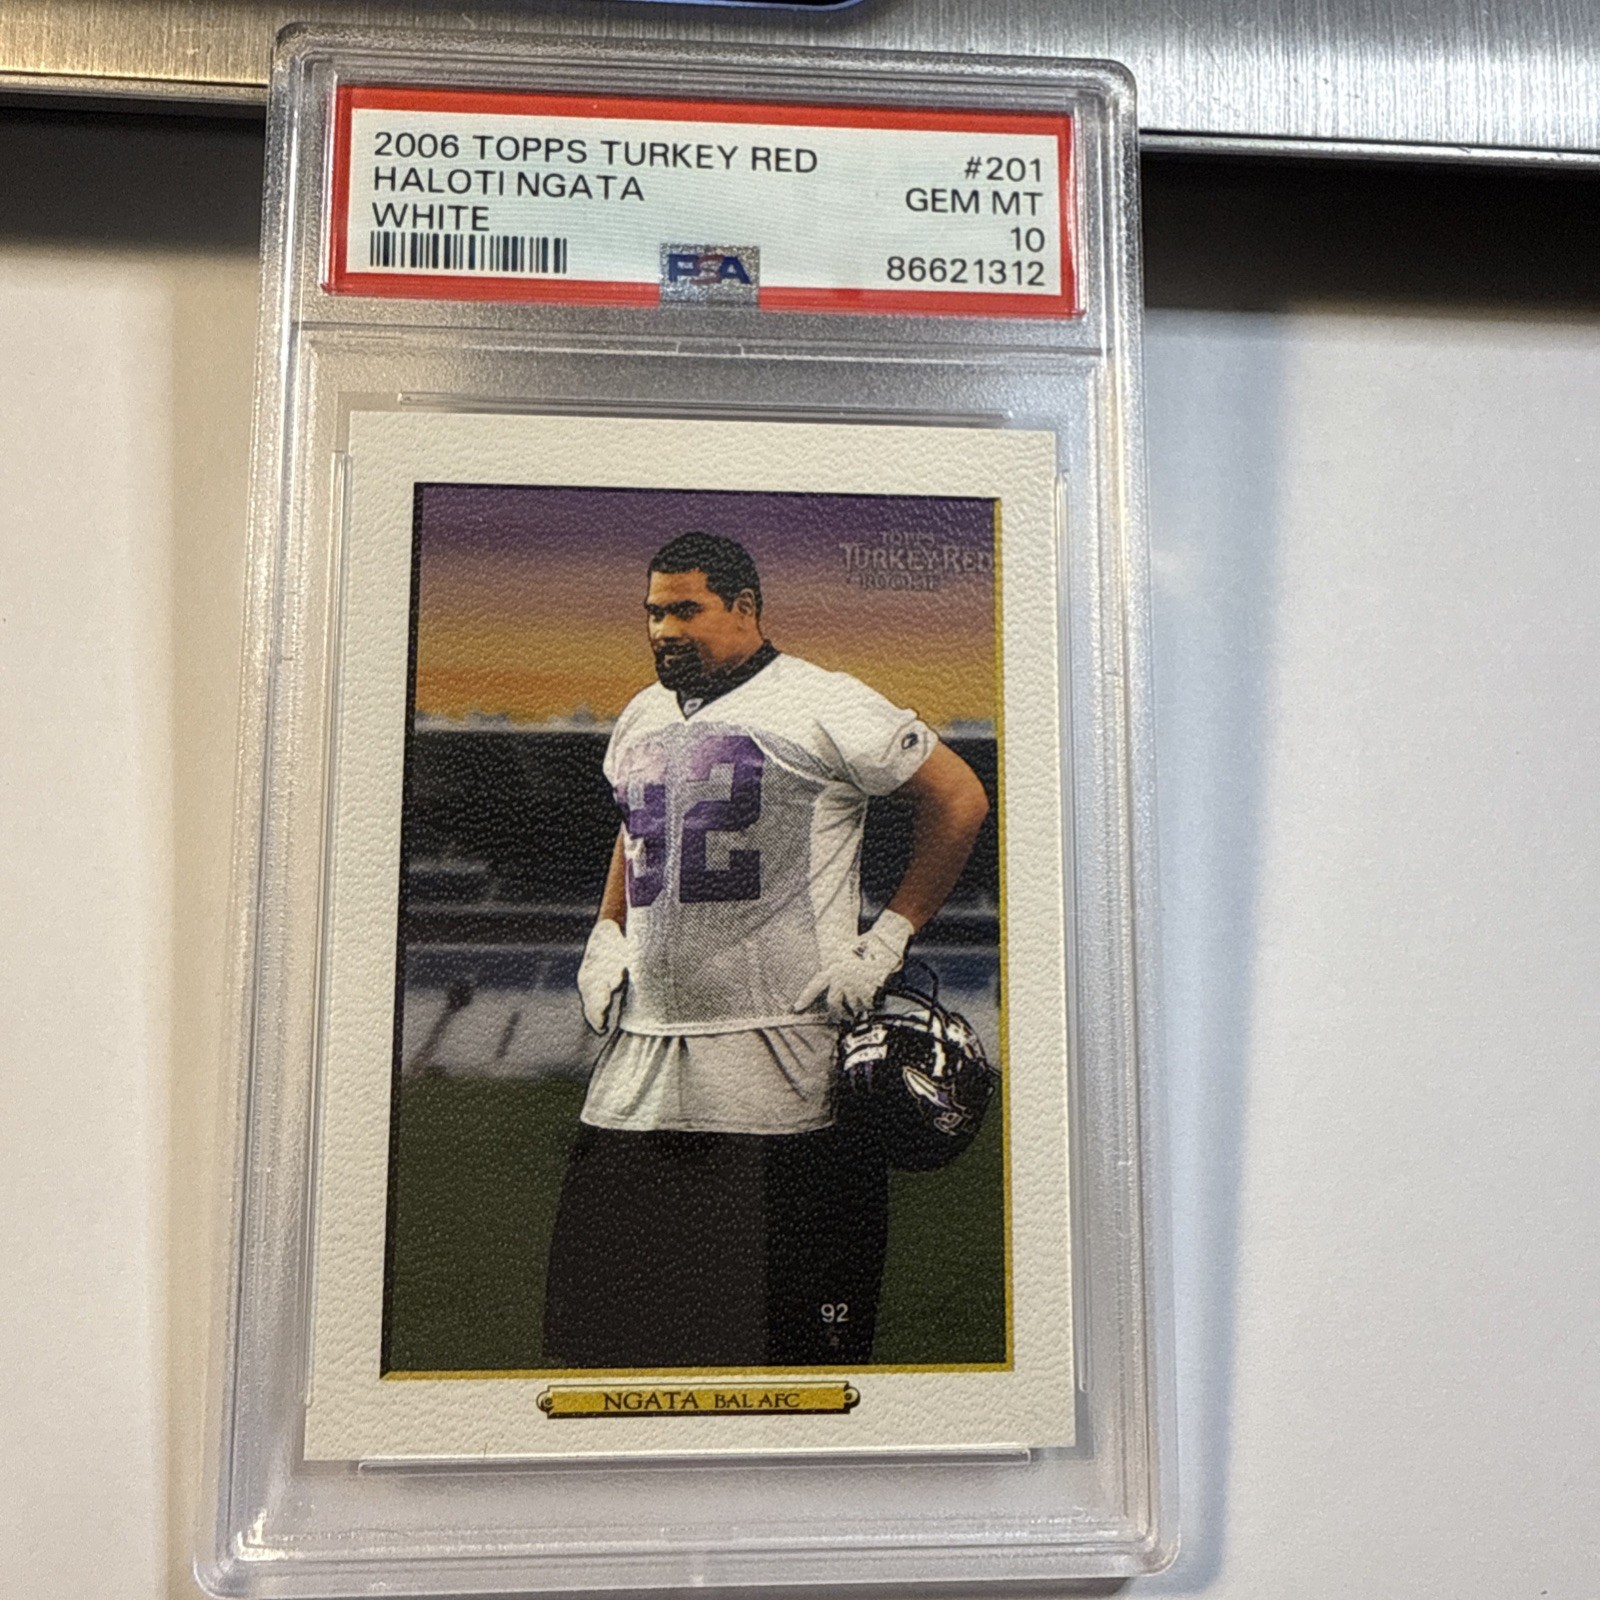 2006 TOPPS TURKEY RED #201
HALOTI NGATA GEM MT
WHITE 10
PSA 86621312
TOPPS
TURKEY RED
ROOKIE
92
92
NGATA BAL AFC